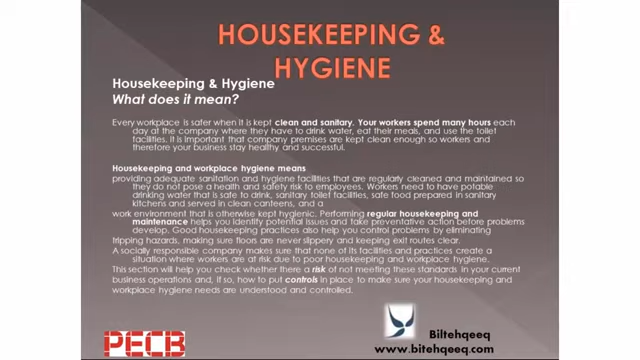 HOUSEKEEPING &
HYGIENE
Housekeeping & Hygiene
What does it mean?
Every workplace is safer when it is kept clean and sanitary. Your workers spend many hours each
day at the company where they have to drink water, eat their meals, and use the toilet
facilities. It is important that company premises are kept clean enough so workers and
therefore your business stay healthy and successful.
Housekeeping and workplace hygiene means
providing adequate sanitation and hygiene facilities that are regularly cleaned and maintained so
they do not pose a health and safety risk to employees. Workers need to have potable
drinking water that is safe to drink, sanitary toilet facilities, safe food prepared in sanitary
kitchens and served in clean canteens, and a
work environment that is otherwise kept hygienic. Performing regular housekeeping and
maintenance helps you identify potential issues and take preventative action before problems
develop. Good housekeeping practices also help you control problems by eliminating
tripping hazards, making sure floors are never slippery and keeping exit routes clear.
A socially responsible company makes sure that none of its facilities and practices create a
situation where workers are at risk due to poor housekeeping and workplace hygiene.
This section will help you check whether there a risk of not meeting these standards in your current
business operations and, if so, how to put controls in place to make sure your housekeeping and
workplace hygiene needs are understood and controlled.
PECB
Biltehqeeq
www.bitehqeeq.com